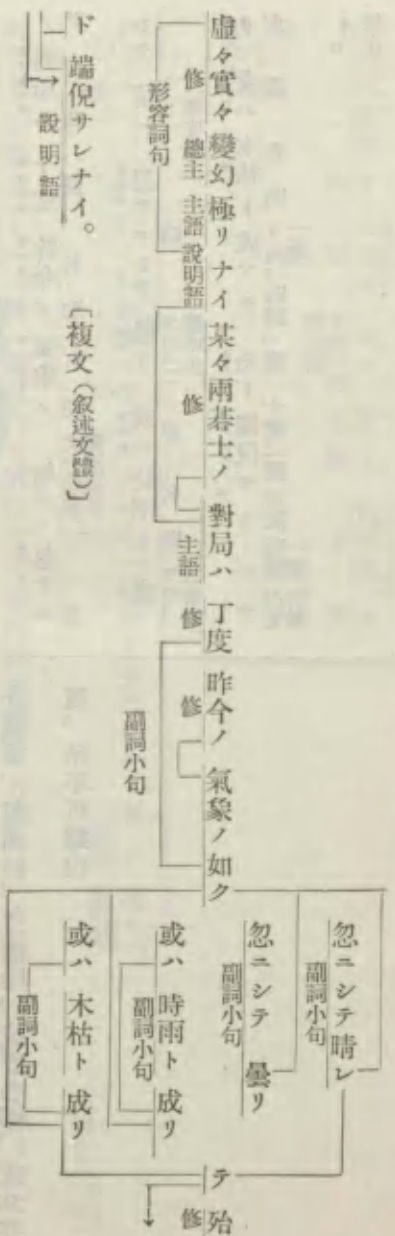 虛々實々 變幻 極リ ナイ 某々兩碁士ノ 對局ハ 丁度 昨今ノ 氣象ノ 如ク
修 總主 主語 說明語 修 主語 修 修
形容詞句 副詞小句
忽ニシテ 晴レ
副詞小句
忽ニシテ 曇リ
副詞小句
或ハ 時雨ト 成リ
副詞小句
或ハ 木枯ト 成リ
副詞小句
テ 殆
修
ド 端倪サレナイ。
說明語
〔複文(叙述文體)〕